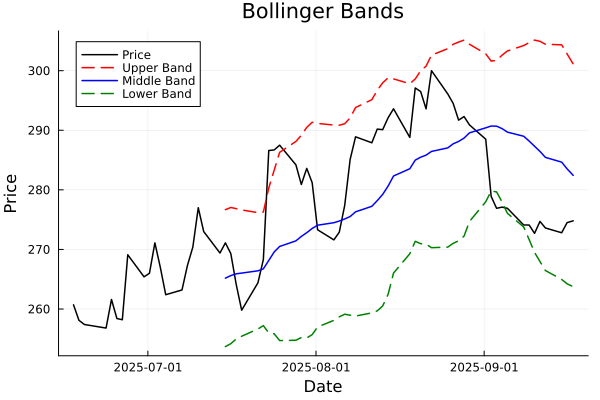 Bollinger Bands
Price
Upper Band
Middle Band
Lower Band
300
290
280
270
260
Price
2025-07-01
2025-08-01
2025-09-01
Date